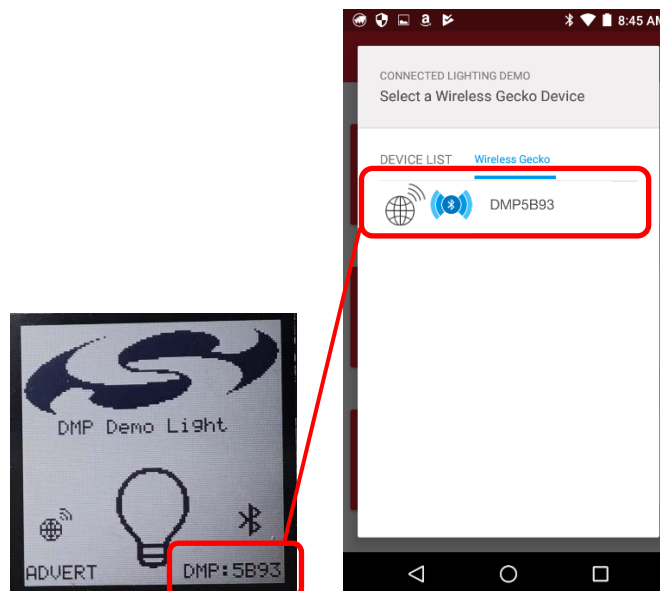 8:45 AM
CONNECTED LIGHTING DEMO
Select a Wireless Gecko Device
DEVICE LIST Wireless Gecko
DMP5B93
DMP Demo Light
ADVERT DMP:5B93